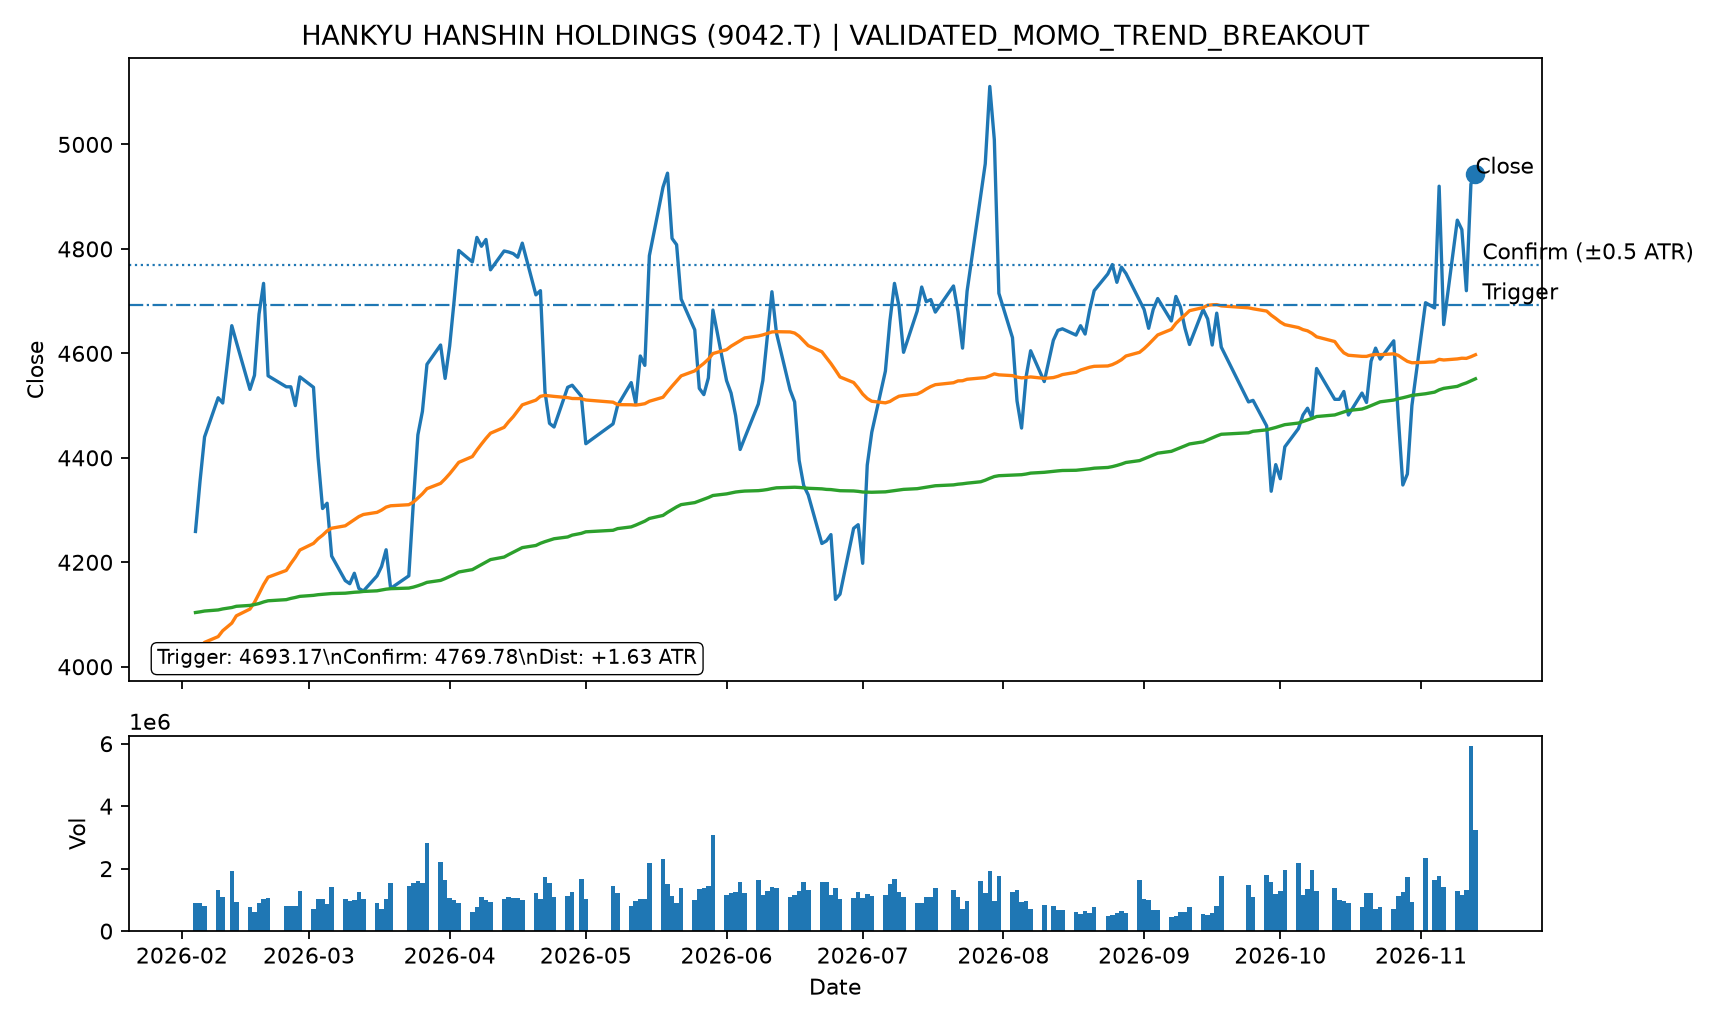 HANKYU HANSHIN HOLDINGS (9042.T) | VALIDATED_MOMO_TREND_BREAKOUT
Close
5000
4800
4600
4400
4200
4000
Close
Confirm (±0.5 ATR)
Trigger
Trigger: 4693.17\nConfirm: 4769.78\nDist: +1.63 ATR
1e6
Vol
6
4
2
0
2026-02 2026-03 2026-04 2026-05 2026-06 2026-07 2026-08 2026-09 2026-10 2026-11
Date